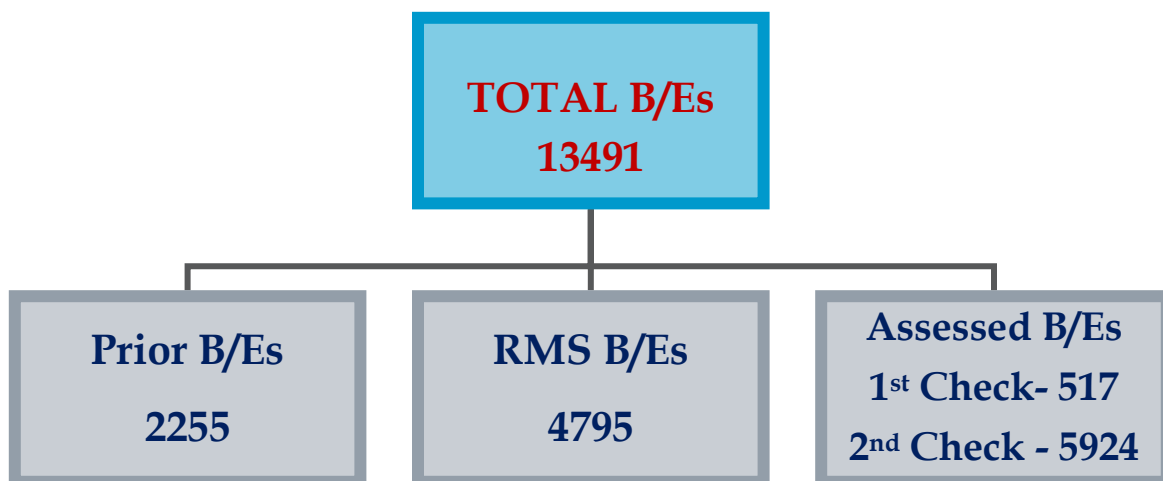 TOTAL B/Es
13491
Prior B/Es
2255
RMS B/Es
4795
Assessed B/Es
1st Check- 517
2nd Check - 5924